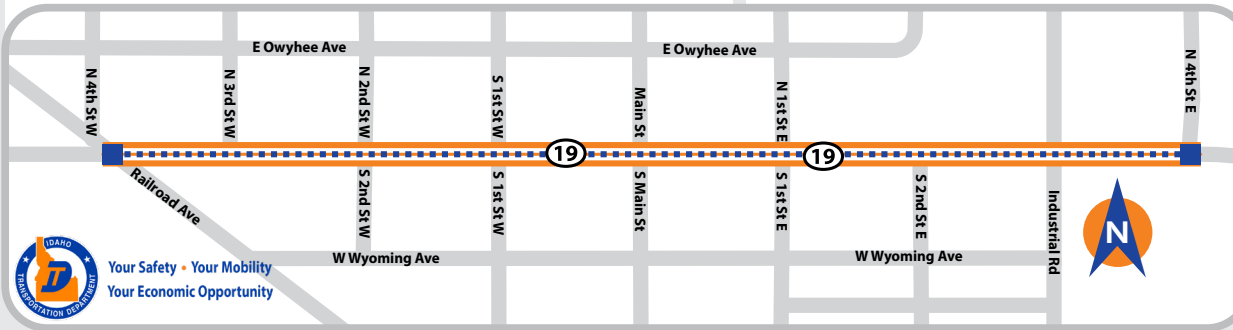 E Owyhee Ave
E Owyhee Ave
N 4th St W
N 3rd St W
N 2nd St W
S 1st St W
Main St
N 1st St E
N 4th St E
19
19
Railroad Ave
S 2nd St W
S 1st St W
S Main St
S 1st St E
S 2nd St E
Industrial Rd
N
W Wyoming Ave
W Wyoming Ave
IDAHO
TRANSPORTATION DEPARTMENT
Your Safety • Your Mobility
Your Economic Opportunity